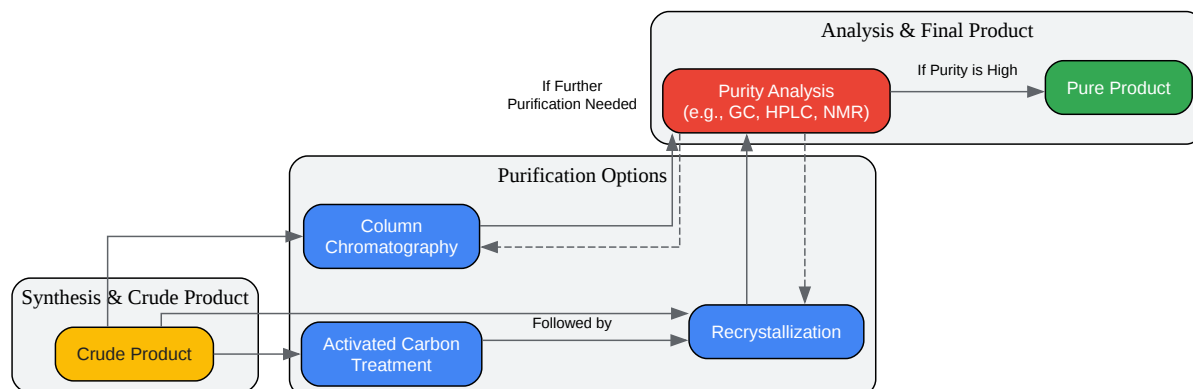 Analysis & Final Product
If Further
Purification Needed
Purity Analysis
(e.g., GC, HPLC, NMR)
If Purity is High
Pure Product
Purification Options
Column
Chromatography
Synthesis & Crude Product
Crude Product
Activated Carbon
Treatment
Followed by
Recrystallization